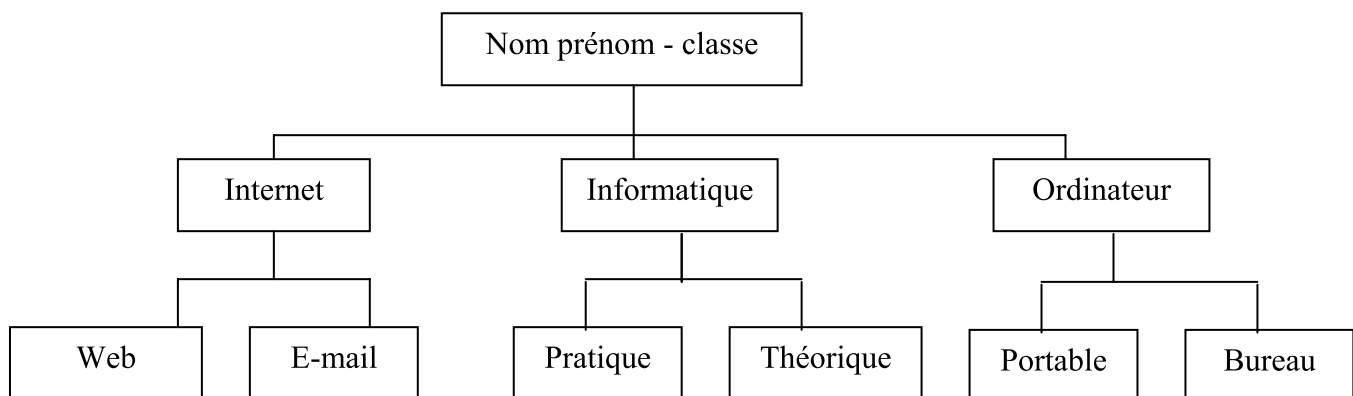 Nom prénom - classe
Internet
Informatique
Ordinateur
Web
E-mail
Pratique
Théorique
Portable
Bureau